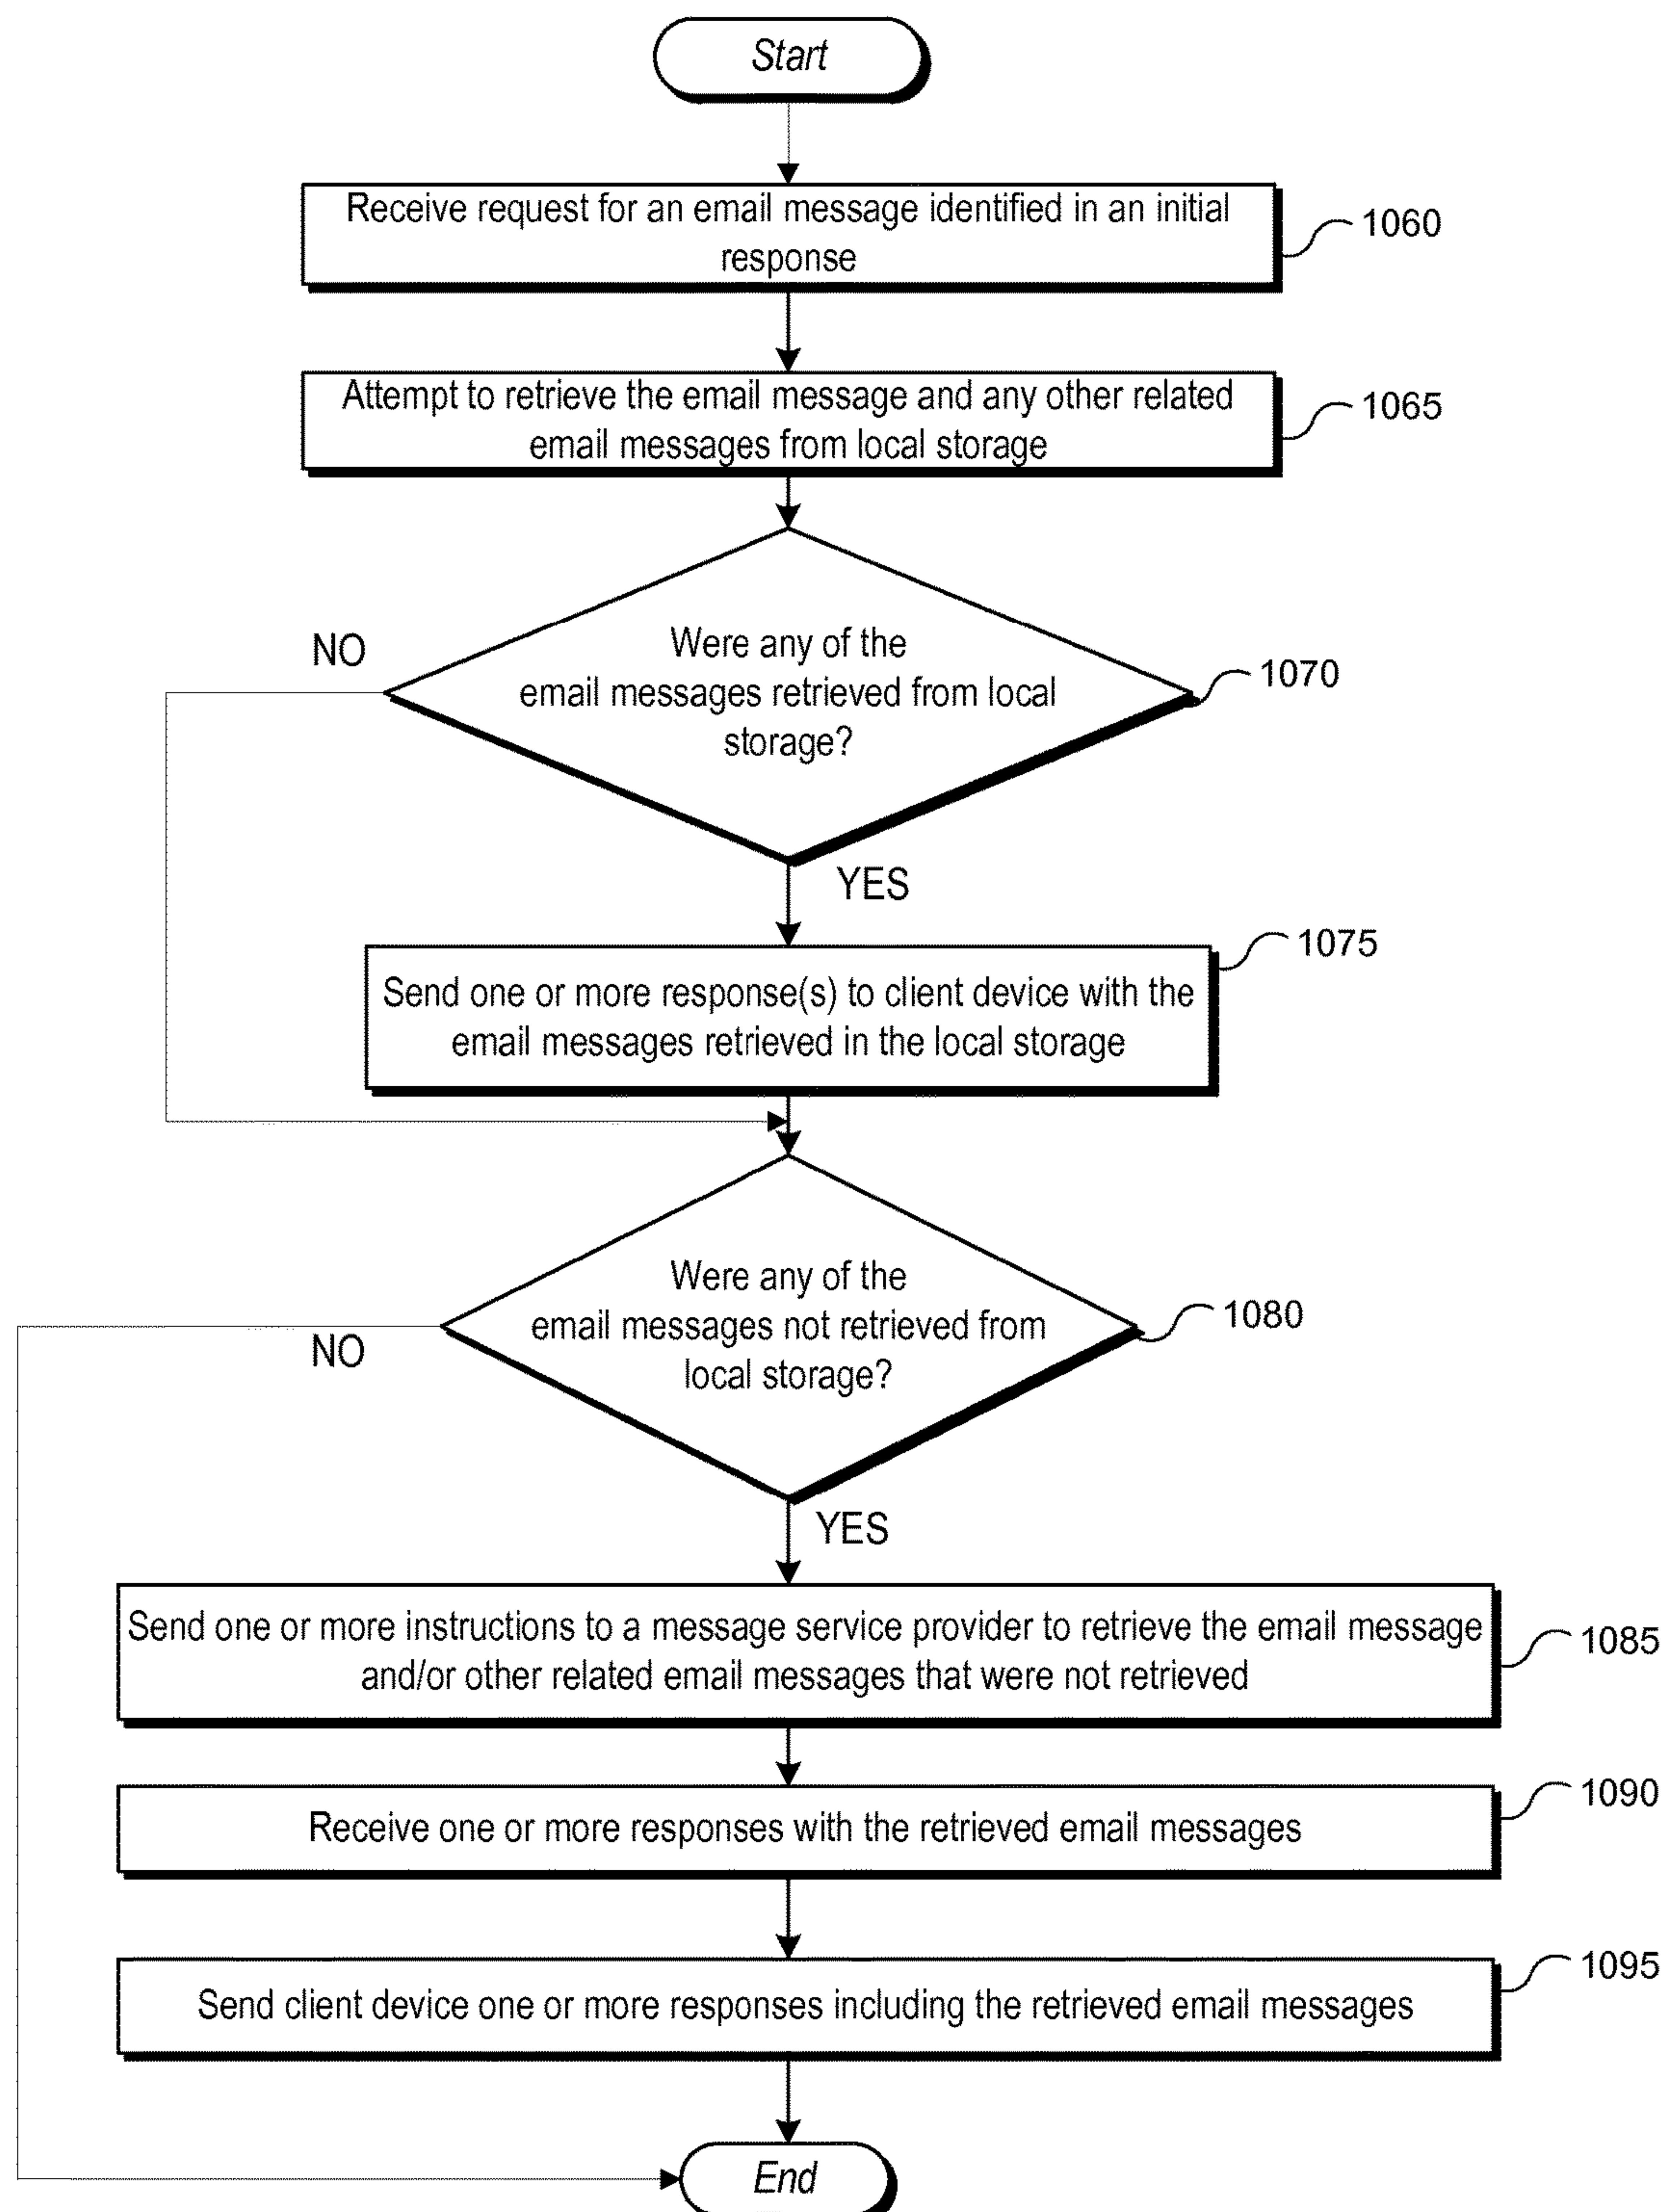 Start
Receive request for an email message identified in an initial
response
1060
Attempt to retrieve the email message and any other related
email messages from local storage
1065
Were any of the
email messages retrieved from local
storage?
1070
NO
YES
Send one or more response(s) to client device with the
email messages retrieved in the local storage
1075
Were any of the
email messages not retrieved from
local storage?
1080
NO
YES
Send one or more instructions to a message service provider to retrieve the email message
and/or other related email messages that were not retrieved
1085
Receive one or more responses with the retrieved email messages
1090
Send client device one or more responses including the retrieved email messages
1095
End